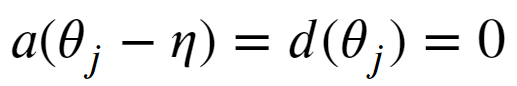 a(θ_j − η) = d(θ_j) = 0